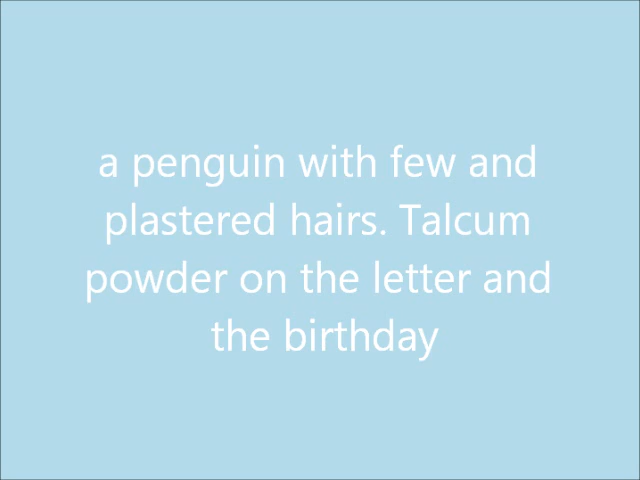 a penguin with few and
plastered hairs. Talcum
powder on the letter and
the birthday